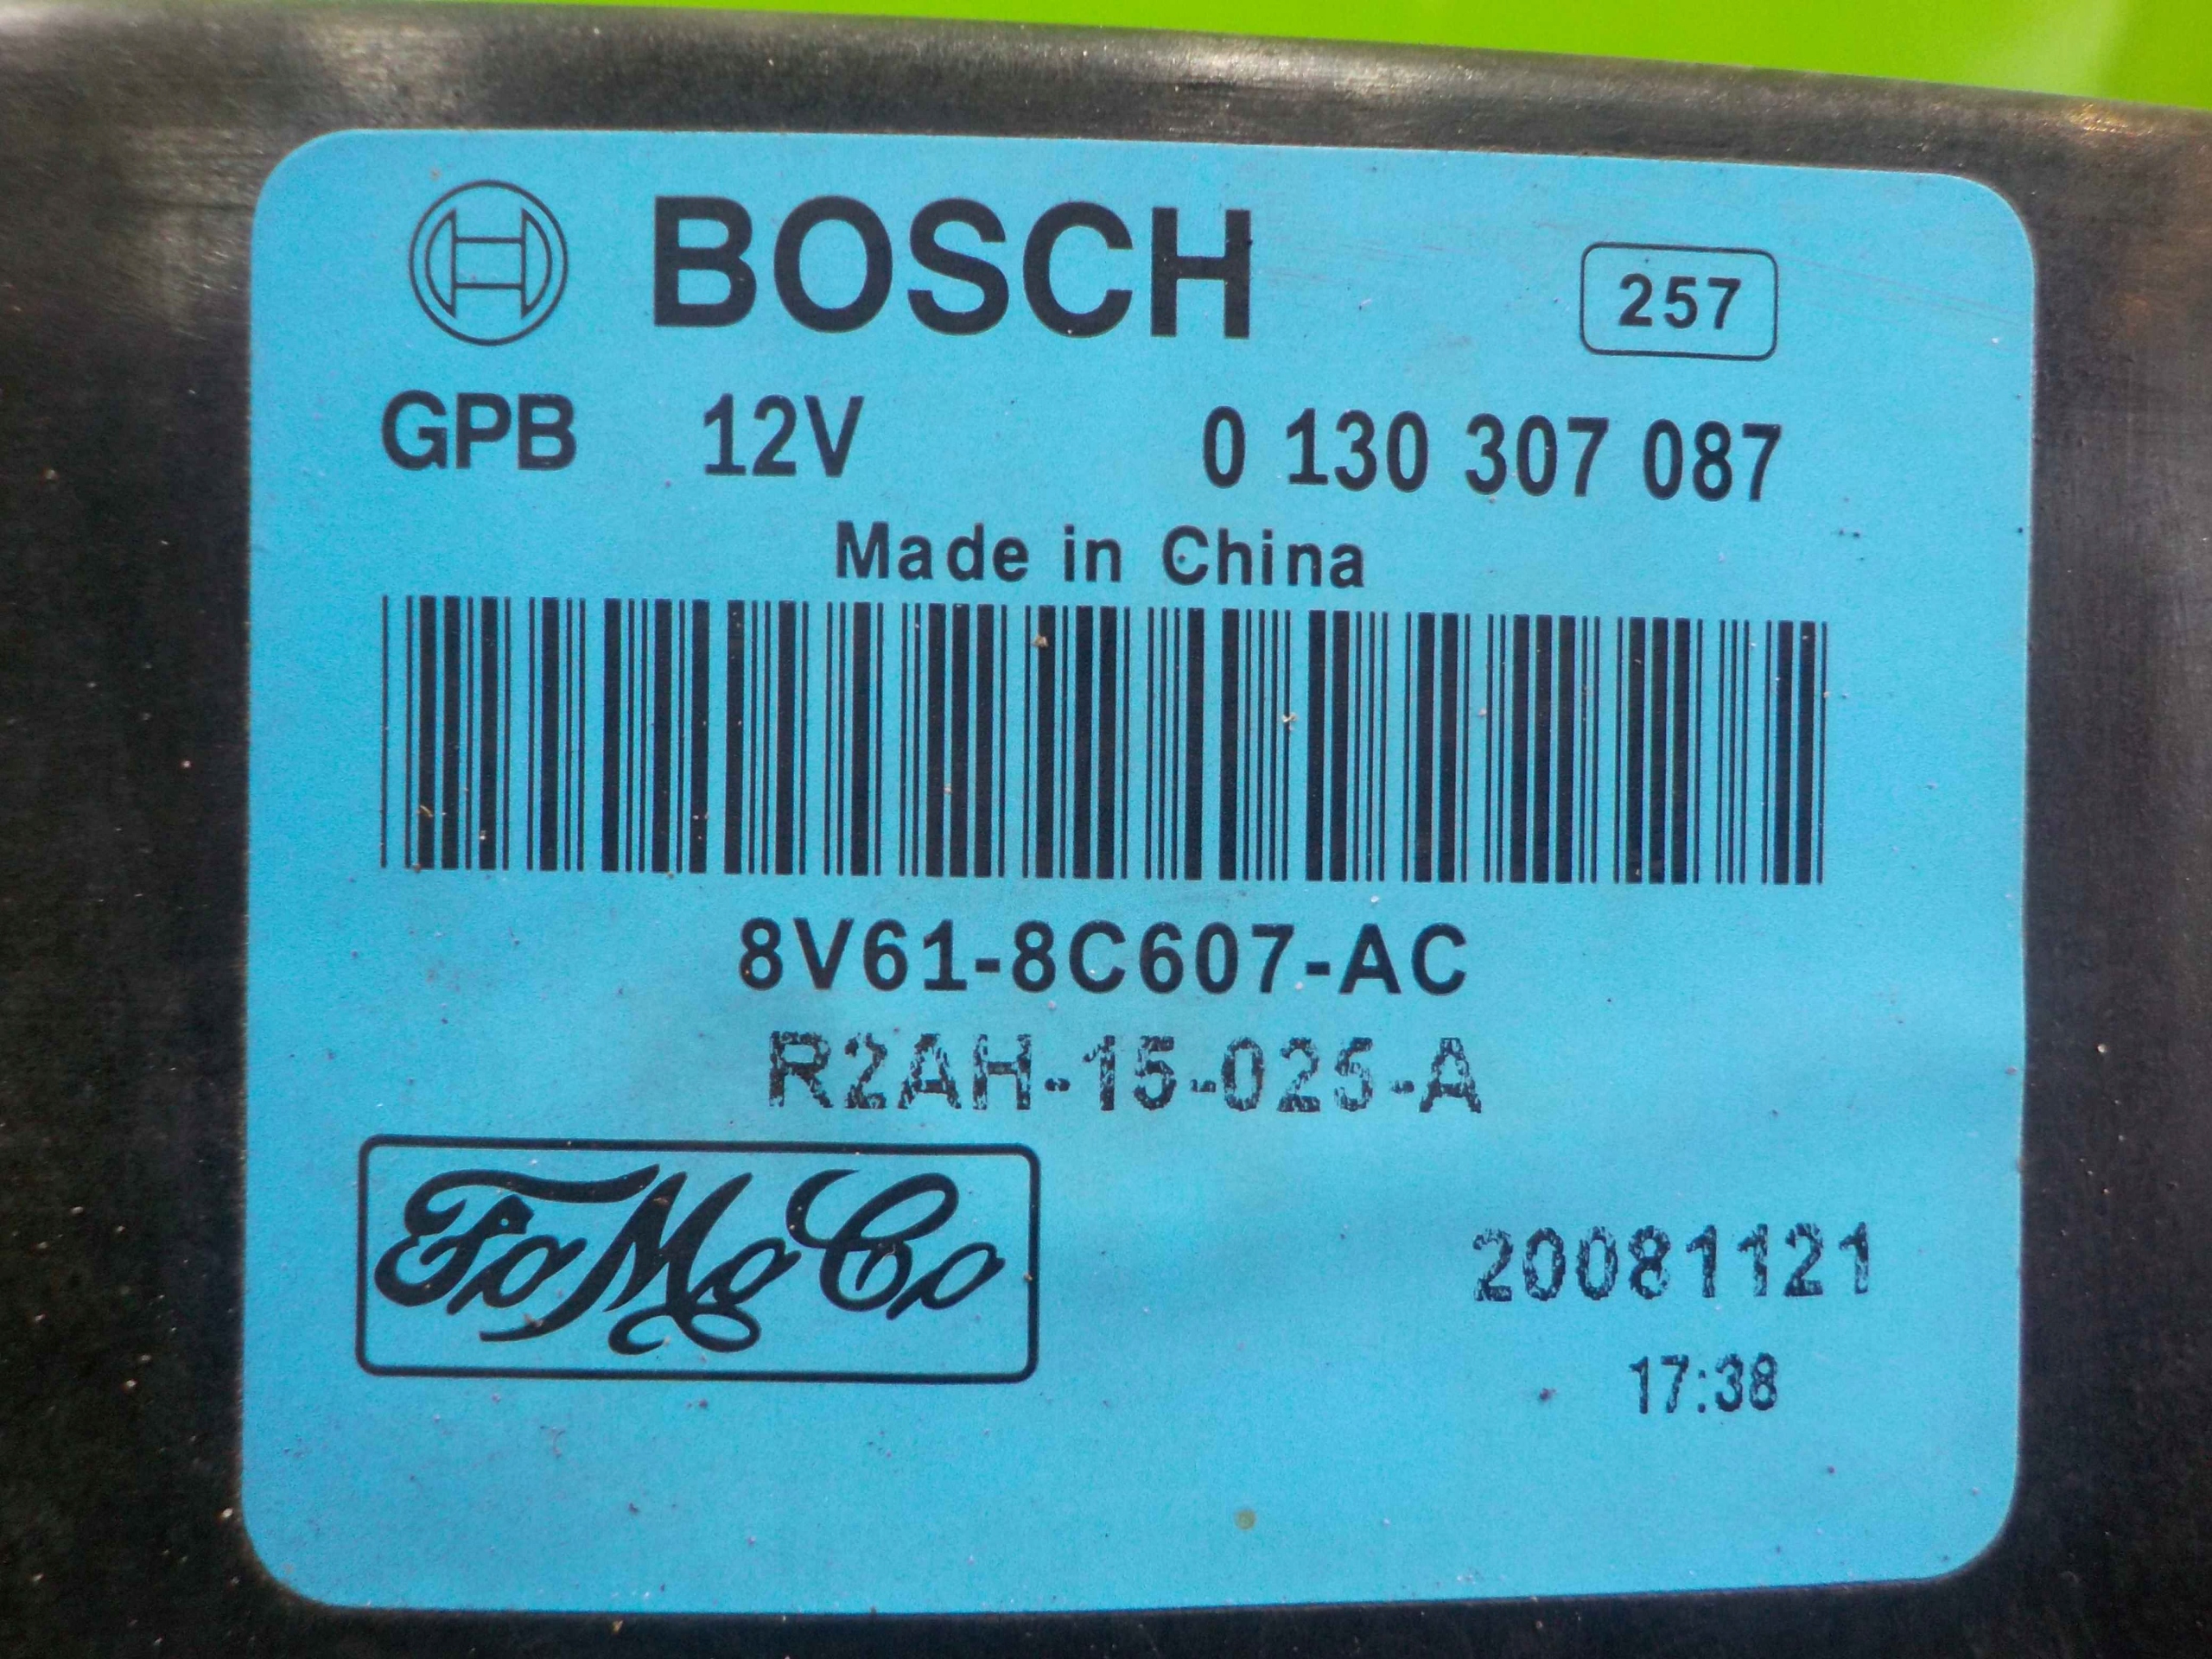 BOSCH 257
GPB 12V 0 130 307 087
Made in China
8V61-8C607-AC
R2AH-15-025-A
FoMoCo
20081121
17:38